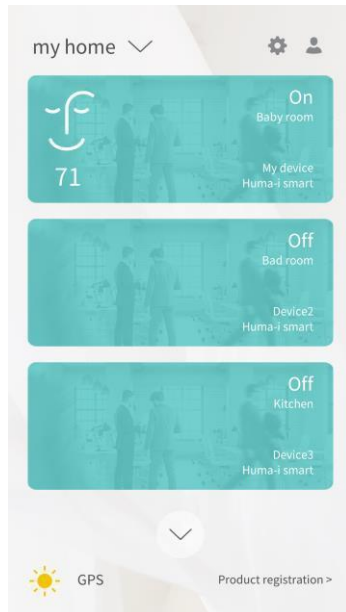 my home
On
Baby room
71
My device
Huma-i smart
Off
Bad room
Device2
Huma-i smart
Off
Kitchen
Device3
Huma-i smart
GPS
Product registration >